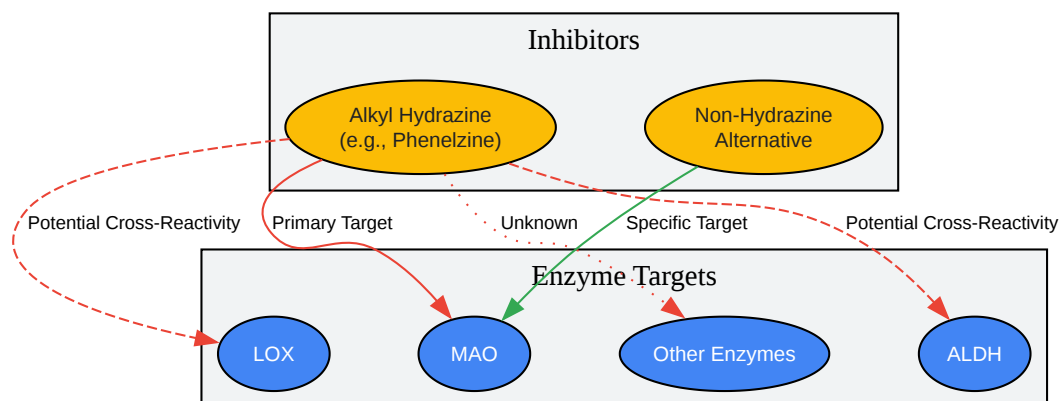 Inhibitors
Alkyl Hydrazine
(e.g., Phenelzine)
Non-Hydrazine
Alternative
Potential Cross-Reactivity
Primary Target
Unknown
Specific Target
Potential Cross-Reactivity
Enzyme Targets
LOX
MAO
Other Enzymes
ALDH